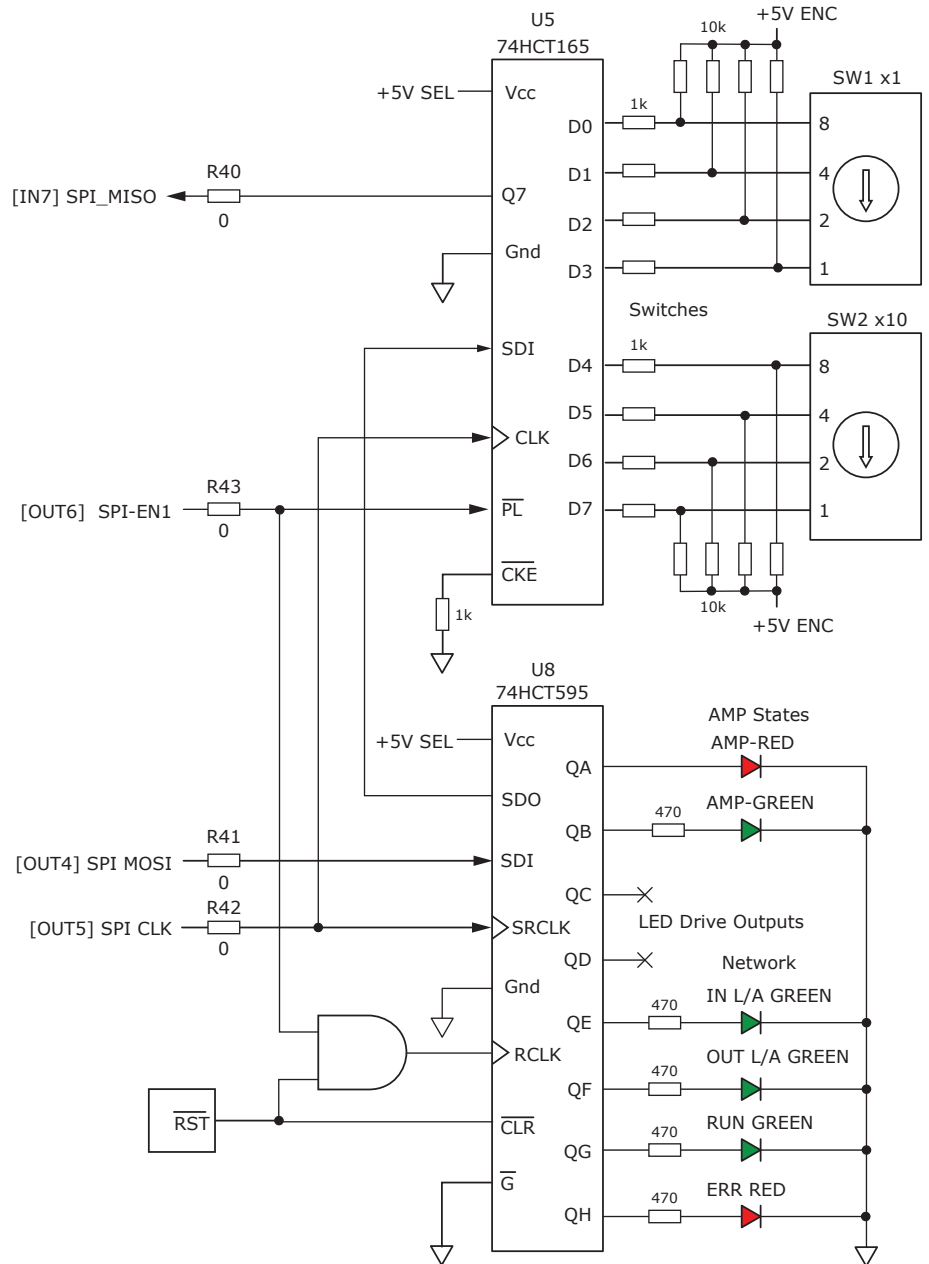 U5
74HCT165
+5V SEL
Vcc
[IN7] SPI_MISO
R40
0
Q7
Gnd
SDI
CLK
[OUT6] SPI-EN1
R43
0
PL
CKE
1k
D0
D1
D2
D3
D4
D5
D6
D7
1k
10k
+5V ENC
SW1 x1
8
4
2
1
Switches
SW2 x10
1k
8
4
2
1
10k
+5V ENC
U8
74HCT595
+5V SEL
Vcc
SDO
[OUT4] SPI MOSI
R41
0
SDI
[OUT5] SPI CLK
R42
0
SRCLK
Gnd
RCLK
RST
CLR
G
QA
QB
QC
QD
QE
QF
QG
QH
AMP States
AMP-RED
470
AMP-GREEN
LED Drive Outputs
Network
470
IN L/A GREEN
470
OUT L/A GREEN
470
RUN GREEN
470
ERR RED